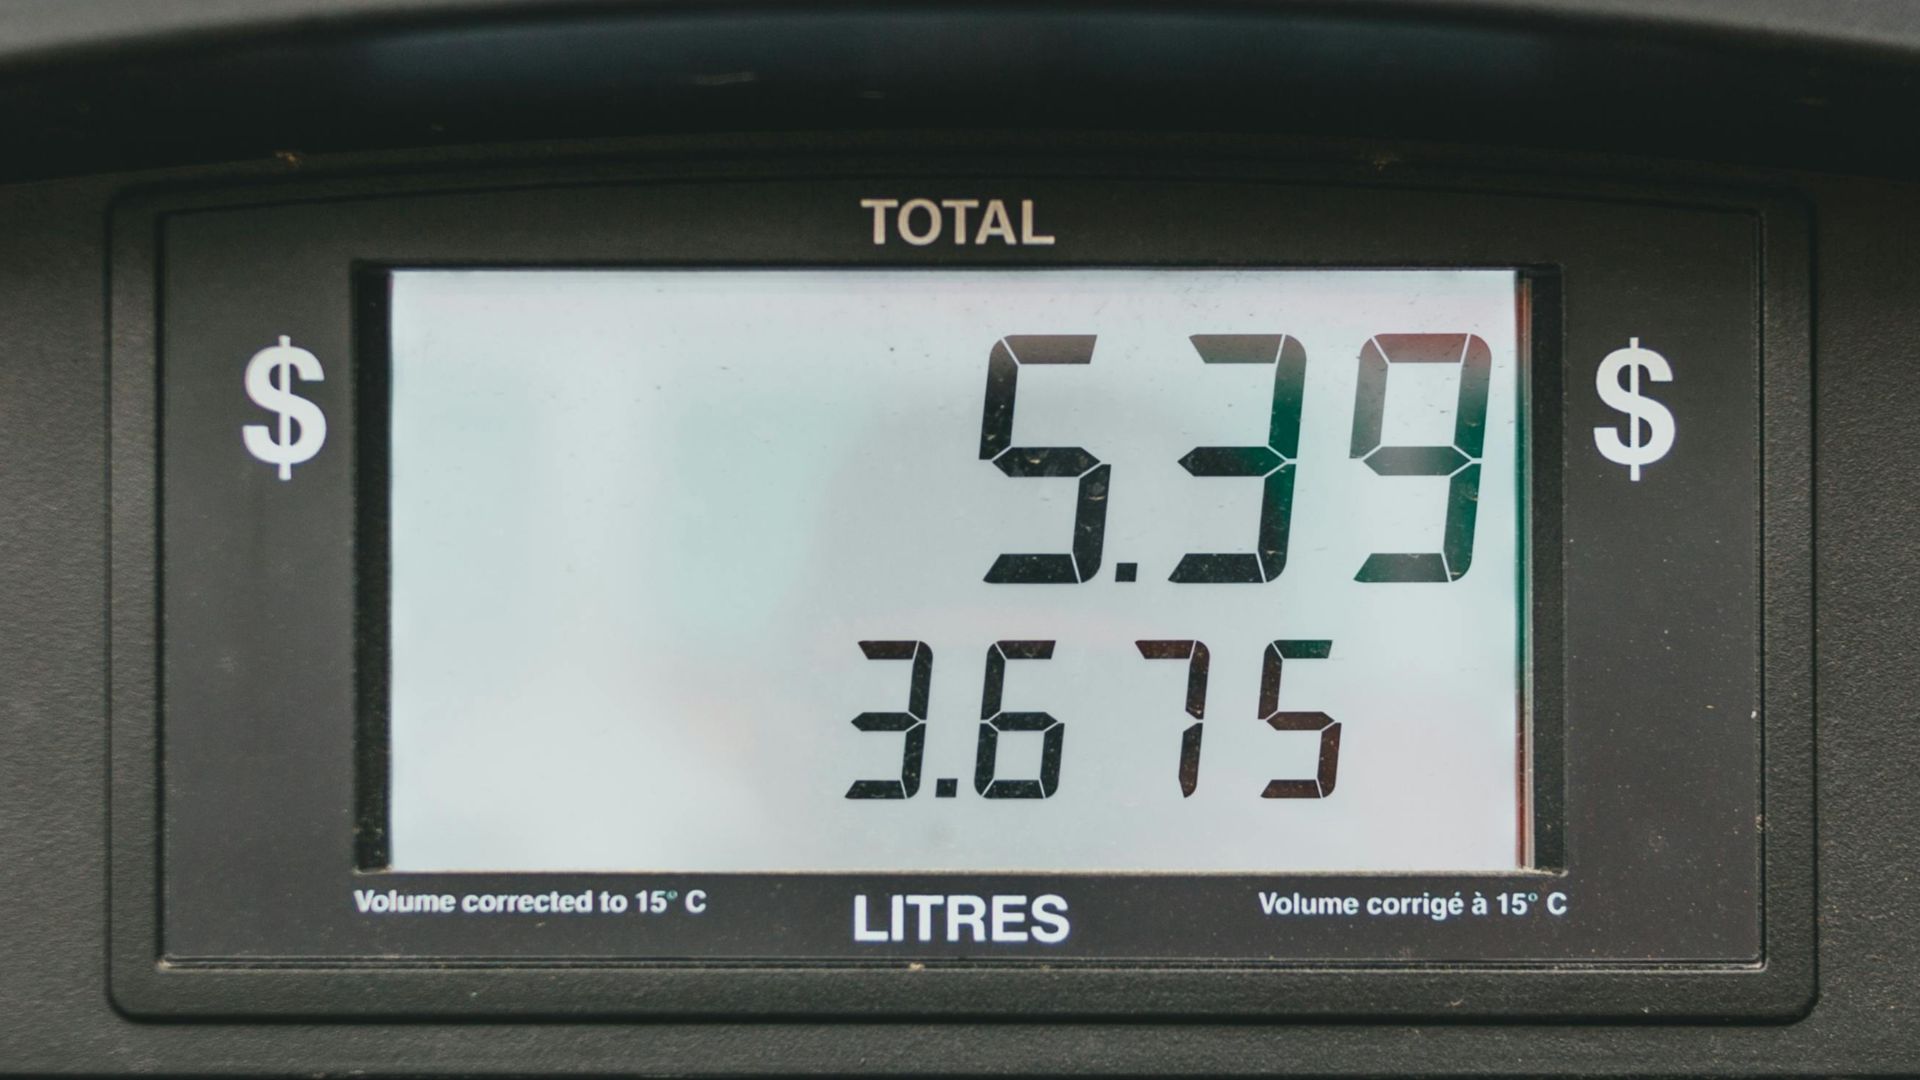 TOTAL
$ 5.39 $
3.675
Volume corrected to 15° C LITRES Volume corrigé à 15° C